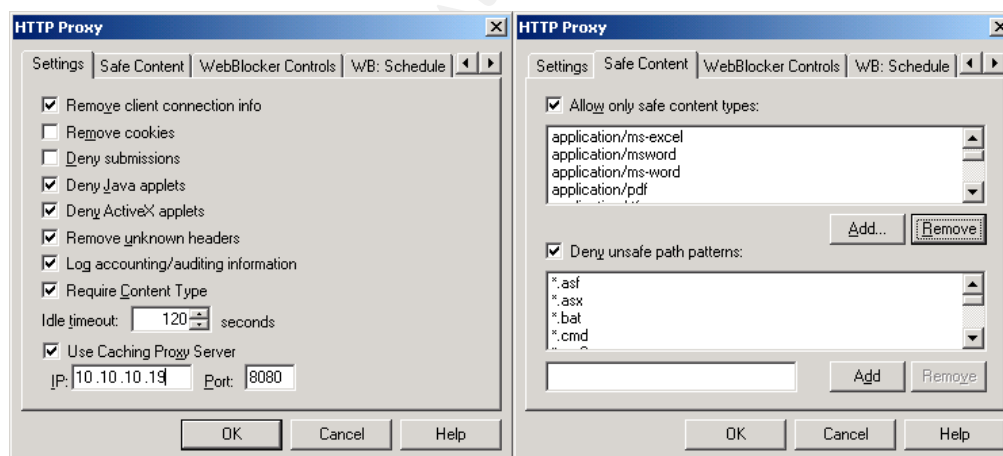 HTTP Proxy
Settings Safe Content WebBlocker Controls WB: Schedule
Remove client connection info
Remove cookies
Deny submissions
Deny Java applets
Deny ActiveX applets
Remove unknown headers
Log accounting/auditing information
Require Content Type
Idle timeout: 120 seconds
Use Caching Proxy Server
IP: 10 .10 .10 .19 Port: 8080
OK Cancel Help
HTTP Proxy
Settings Safe Content WebBlocker Controls WB: Schedule
Allow only safe content types:
application/ms-excel
application/msword
application/ms-word
application/pdf
Add... Remove
Deny unsafe path patterns:
*.asf
*.asx
*.bat
*.cmd
Add Remove
OK Cancel Help